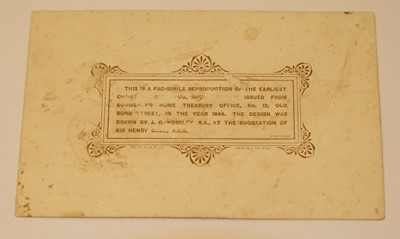 THIS IS A FAC-SIMILE REPRODUCTION OF THE EARLIEST
ISSUED FROM
HOME TREASURY OFFICE, No. 12, OLD
BOND STREET, IN THE YEAR 1846. THE DESIGN WAS
DRAWN BY J. C. HORSLEY R.A., AT THE SUGGESTION OF
SIR HENRY